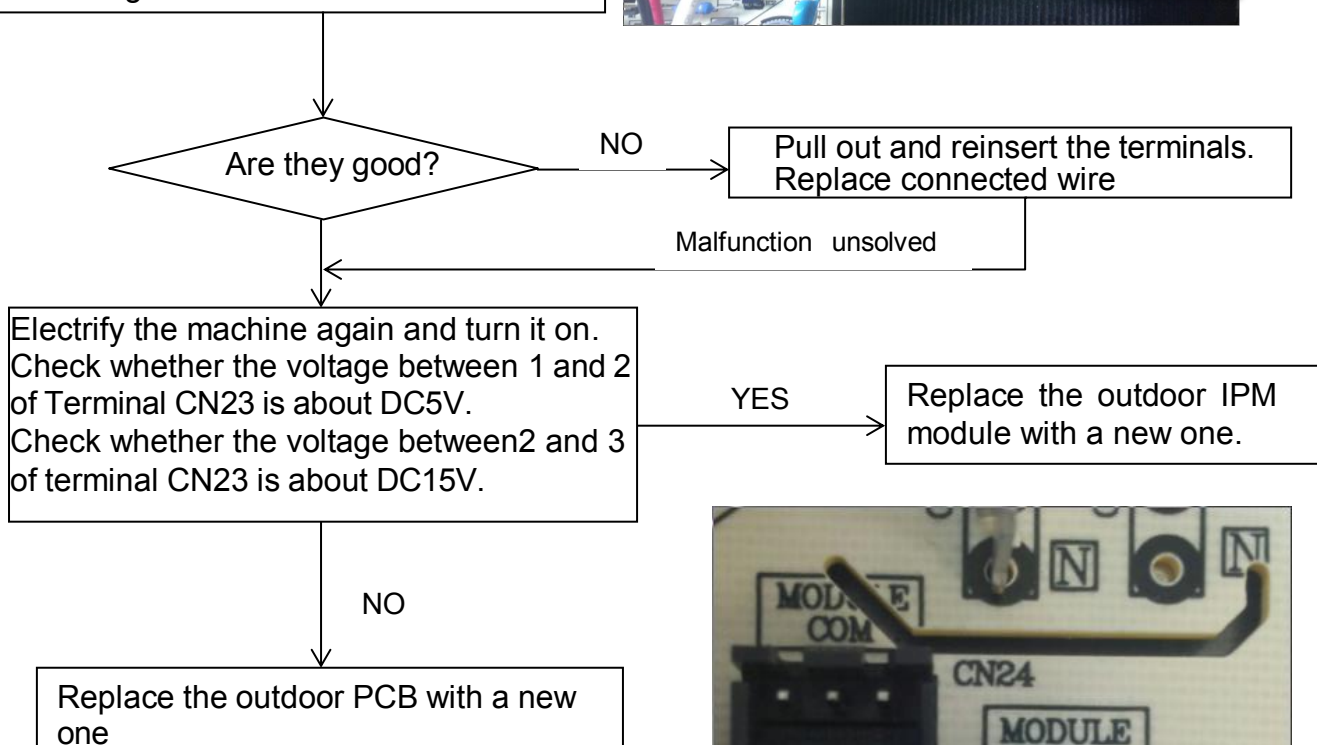 Are they good?
NO
Pull out and reinsert the terminals.
Replace connected wire
Malfunction unsolved
Electrify the machine again and turn it on.
Check whether the voltage between 1 and 2
of Terminal CN23 is about DC5V.
Check whether the voltage between2 and 3
of terminal CN23 is about DC15V.
YES
Replace the outdoor IPM
module with a new one.
NO
Replace the outdoor PCB with a new
one
N
N
MODULE
COM
CN24
MODULE